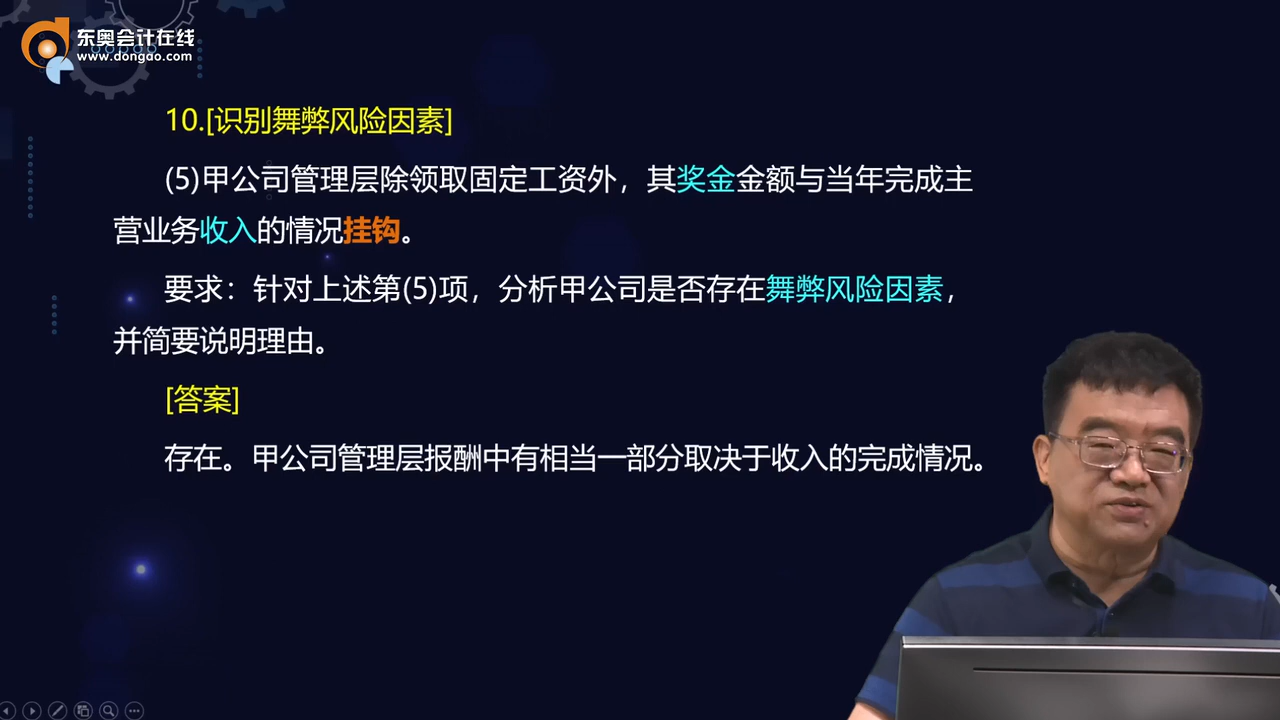 东奥会计在线
www.dongao.com
10.[识别舞弊风险因素]
(5)甲公司管理层除领取固定工资外，其奖金金额与当年完成主
营业务收入的情况挂钩。
要求：针对上述第(5)项，分析甲公司是否存在舞弊风险因素，
并简要说明理由。
[答案]
存在。甲公司管理层报酬中有相当一部分取决于收入的完成情况。